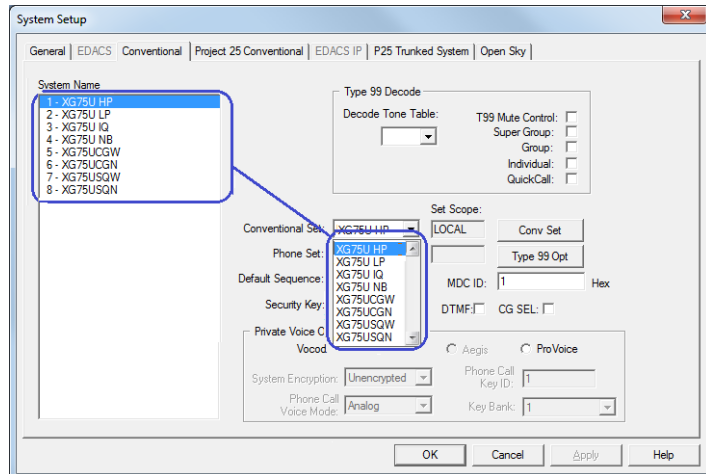 System Setup
General | EDACS | Conventional | Project 25 Conventional | EDACS IP | P25 Trunked System | Open Sky
System Name
1 - XG75U HP
2 - XG75U LP
3 - XG75U IQ
4 - XG75U NB
5 - XG75UCGW
6 - XG75UCGN
7 - XG75USQW
8 - XG75USQN
Type 99 Decode
Decode Tone Table:
T99 Mute Control:
Super Group:
Group:
Individual:
QuickCall:
Set Scope:
Conventional Set: XG75U HP LOCAL Conv Set
XG75U HP
XG75U LP
XG75U IQ
XG75U NB
XG75UCGW
XG75UCGN
XG75USQW
XG75USQN
Phone Set: Type 99 Opt
Default Sequence: MDC ID: 1 Hex
Security Key: DTMF: CG SEL:
Private Voice C
Vocod Aegis ProVoice
System Encryption: Unencrypted Phone Call Key ID: 1
Phone Call Voice Mode: Analog Key Bank: 1
OK Cancel Apply Help